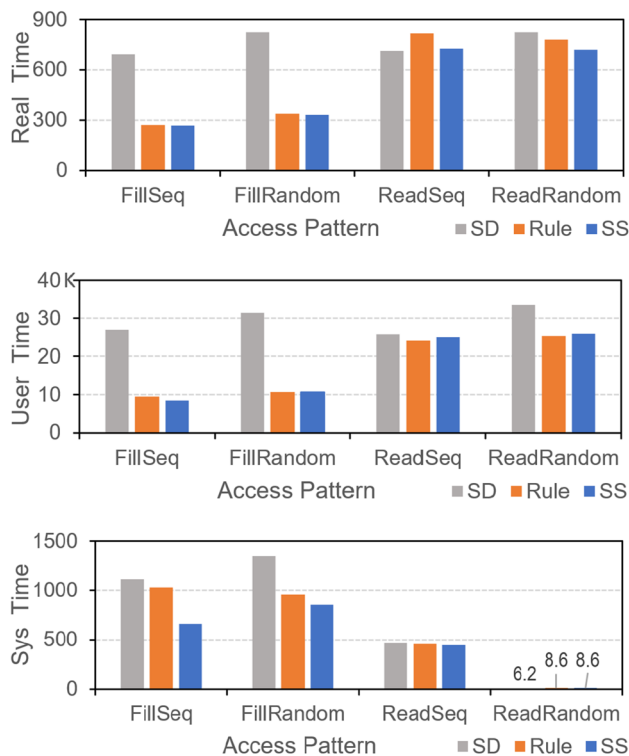 900
600
300
0
Real Time
FillSeq FillRandom ReadSeq ReadRandom
Access Pattern
SD Rule SS
40K
30
20
10
0
User Time
FillSeq FillRandom ReadSeq ReadRandom
Access Pattern
SD Rule SS
1500
1000
500
0
Sys Time
6.2 8.6 8.6
FillSeq FillRandom ReadSeq ReadRandom
Access Pattern
SD Rule SS